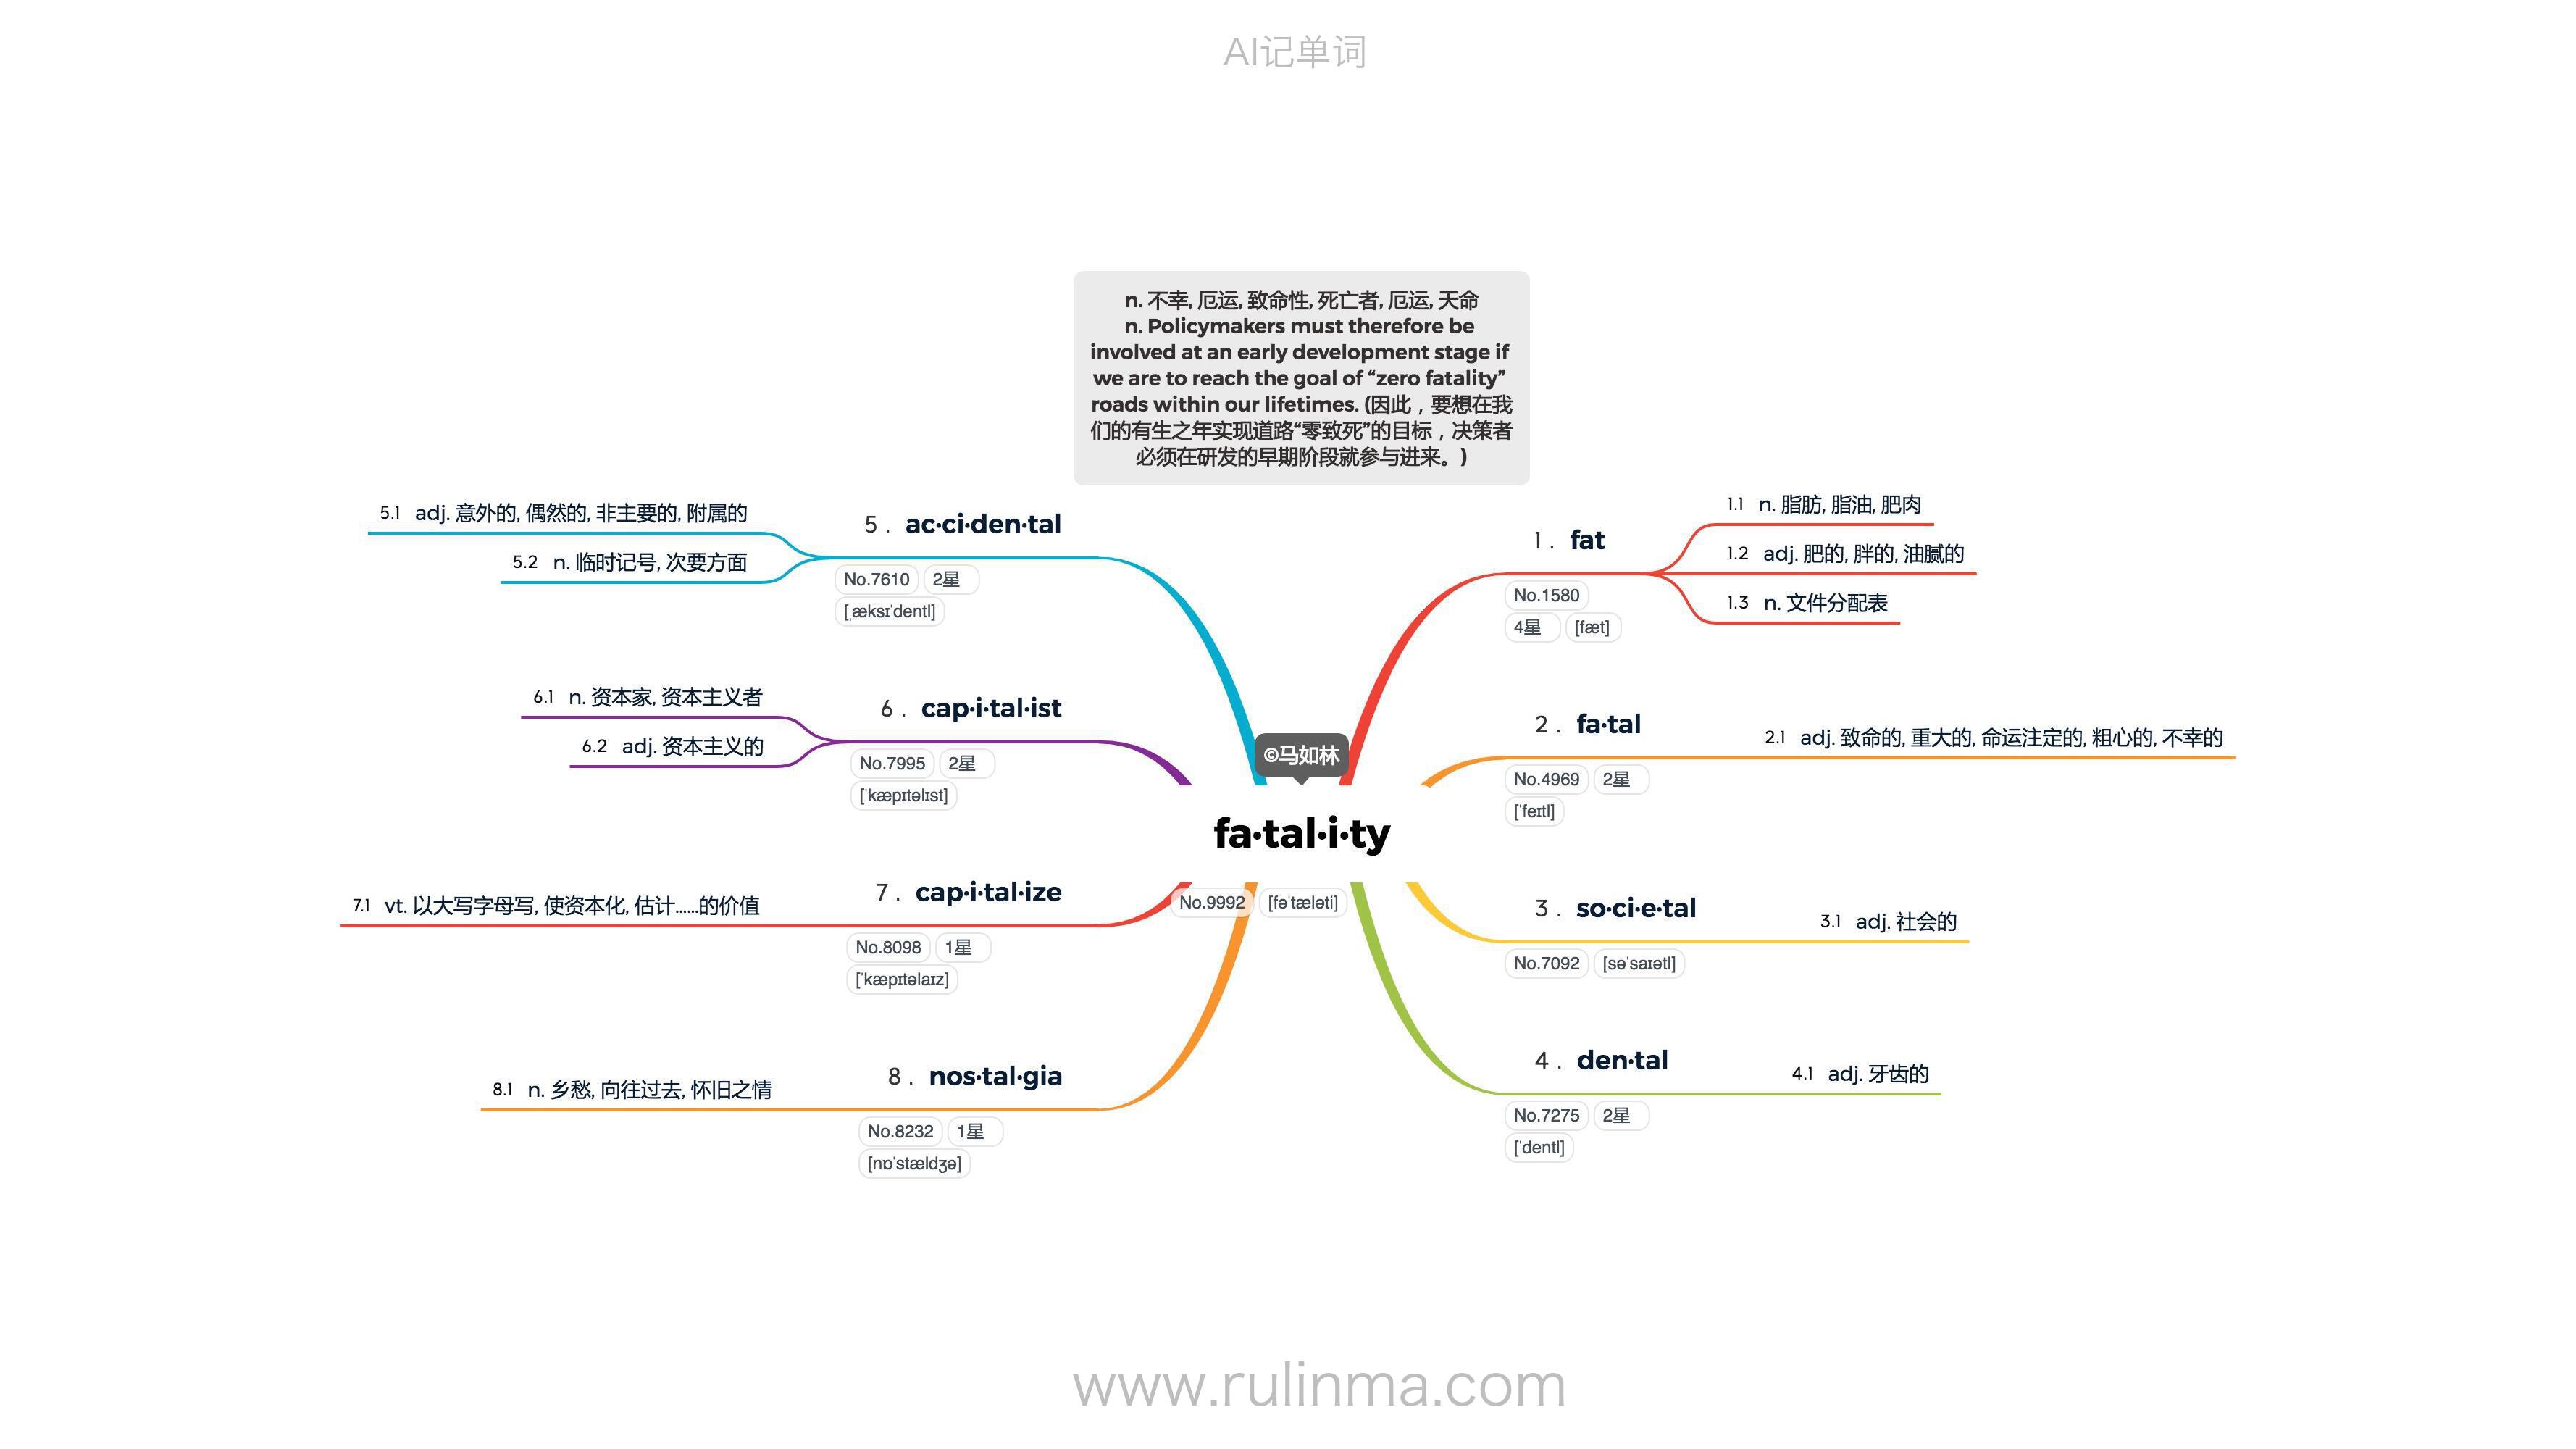 AI记单词
n. 不幸, 厄运, 致命性, 死亡者, 厄运, 天命
n. Policymakers must therefore be
involved at an early development stage if
we are to reach the goal of “zero fatality”
roads within our lifetimes. (因此，要想在我
们的有生之年实现道路“零致死”的目标，决策者
必须在研发的早期阶段就参与进来。)
©马如林
fa·tal·i·ty
No.9992 [fəˈtæləti]
1. fat
No.1580
4星 [fæt]
1.1 n. 脂肪, 脂油, 肥肉
1.2 adj. 肥的, 胖的, 油腻的
1.3 n. 文件分配表
2. fa·tal
No.4969 2星
[ˈfeɪtl]
2.1 adj. 致命的, 重大的, 命运注定的, 粗心的, 不幸的
3. so·ci·e·tal
No.7092 [səˈsaɪətl]
3.1 adj. 社会的
4. den·tal
No.7275 2星
[ˈdentl]
4.1 adj. 牙齿的
5. ac·ci·den·tal
No.7610 2星
[ˌæksɪˈdentl]
5.1 adj. 意外的, 偶然的, 非主要的, 附属的
5.2 n. 临时记号, 次要方面
6. cap·i·tal·ist
No.7995 2星
[ˈkæpɪtəlɪst]
6.1 n. 资本家, 资本主义者
6.2 adj. 资本主义的
7. cap·i·tal·ize
No.8098 1星
[ˈkæpɪtəlaɪz]
7.1 vt. 以大写字母写, 使资本化, 估计……的价值
8. nos·tal·gia
No.8232 1星
[nɒˈstældʒə]
8.1 n. 乡愁, 向往过去, 怀旧之情
www.rulinma.com